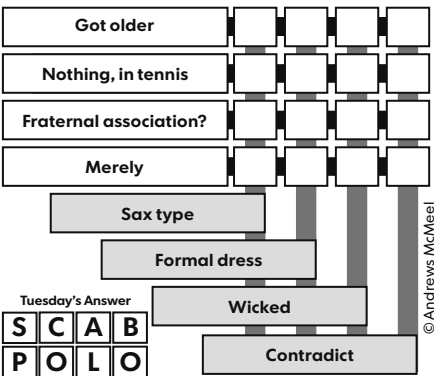 Got older
Nothing, in tennis
Fraternal association?
Merely
Sax type
Formal dress
Wicked
Contradict
Tuesday's Answer
S C A B
P O L O
© Andrews McMeel